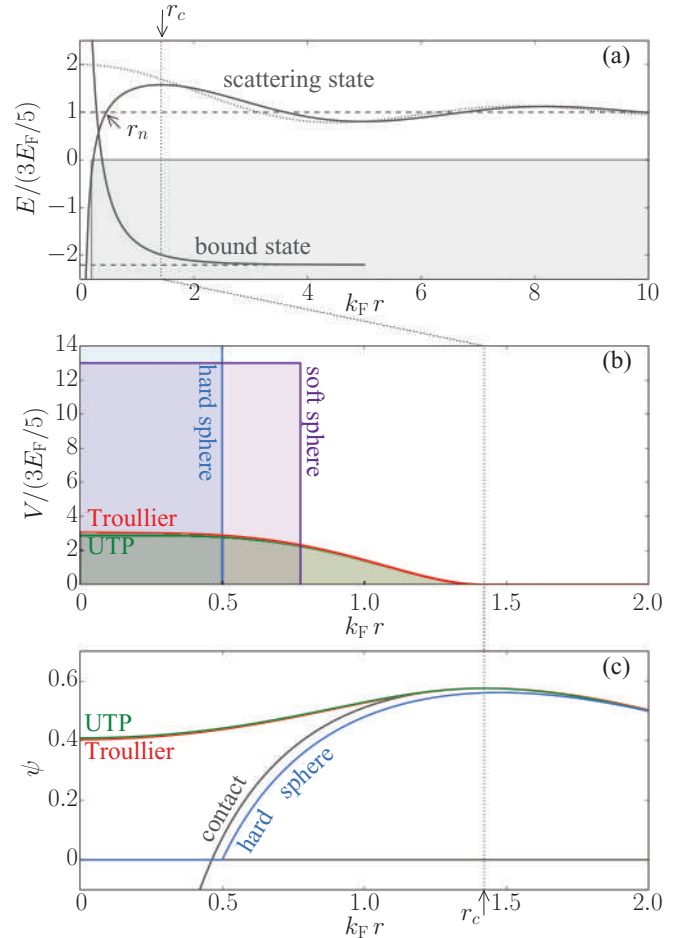 r_c
(a)
scattering state
r_n
bound state
E/(3E_F/5)
2
1
0
−1
−2
0 2 4 6 8 10
k_F r
(b)
hard sphere
soft sphere
Troullier
UTP
V/(3E_F/5)
14
12
10
8
6
4
2
0
0 0.5 1.0 1.5 2.0
k_F r
(c)
UTP
Troullier
contact
hard sphere
ψ
0.6
0.4
0.2
0
0 0.5 1.0 r_c 1.5 2.0
k_F r